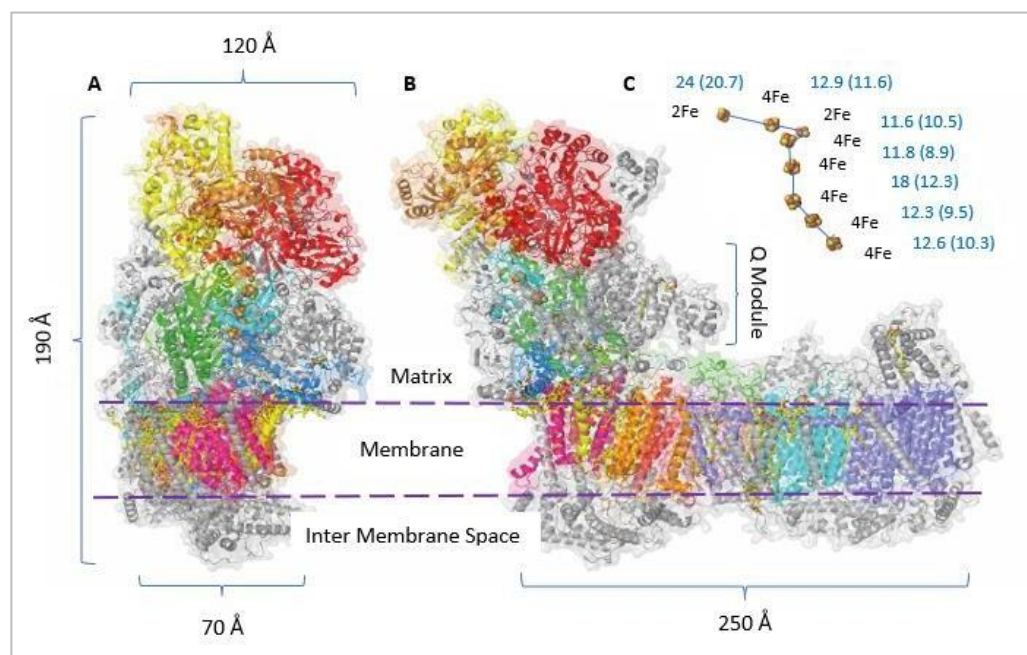 120 Å
A
B
C
24 (20.7)
12.9 (11.6)
4Fe
2Fe
2Fe
11.6 (10.5)
4Fe
11.8 (8.9)
4Fe
18 (12.3)
4Fe
12.3 (9.5)
4Fe
12.6 (10.3)
4Fe
Q Module
190 Å
Matrix
Membrane
Inter Membrane Space
70 Å
250 Å